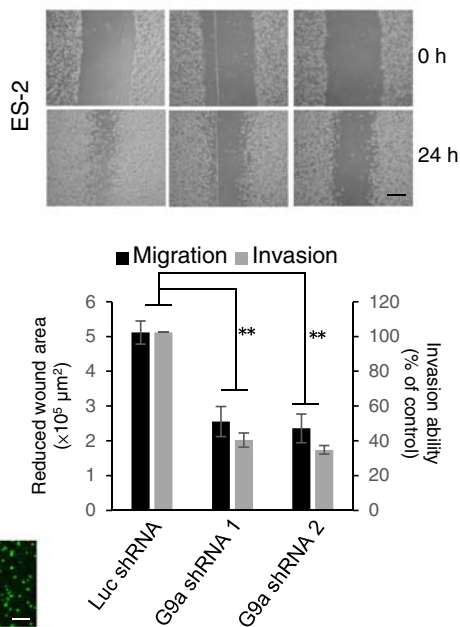 ES-2
0 h
24 h
Migration Invasion
Reduced wound area
(×10⁵ µm²)
6
5
4
3
2
1
0
**
**
120
100
80
60
40
20
0
Invasion ability
(% of control)
Luc shRNA
G9a shRNA 1
G9a shRNA 2